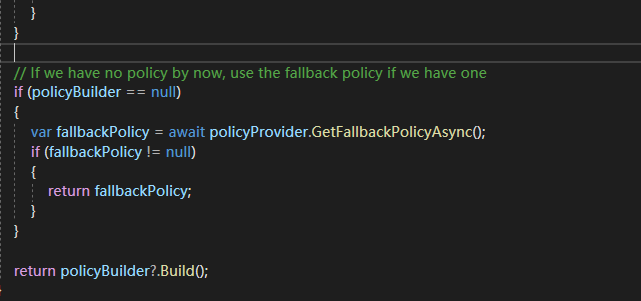 }
}
// If we have no policy by now, use the fallback policy if we have one
if (policyBuilder == null)
{
var fallbackPolicy = await policyProvider.GetFallbackPolicyAsync();
if (fallbackPolicy != null)
{
return fallbackPolicy;
}
}
return policyBuilder?.Build();